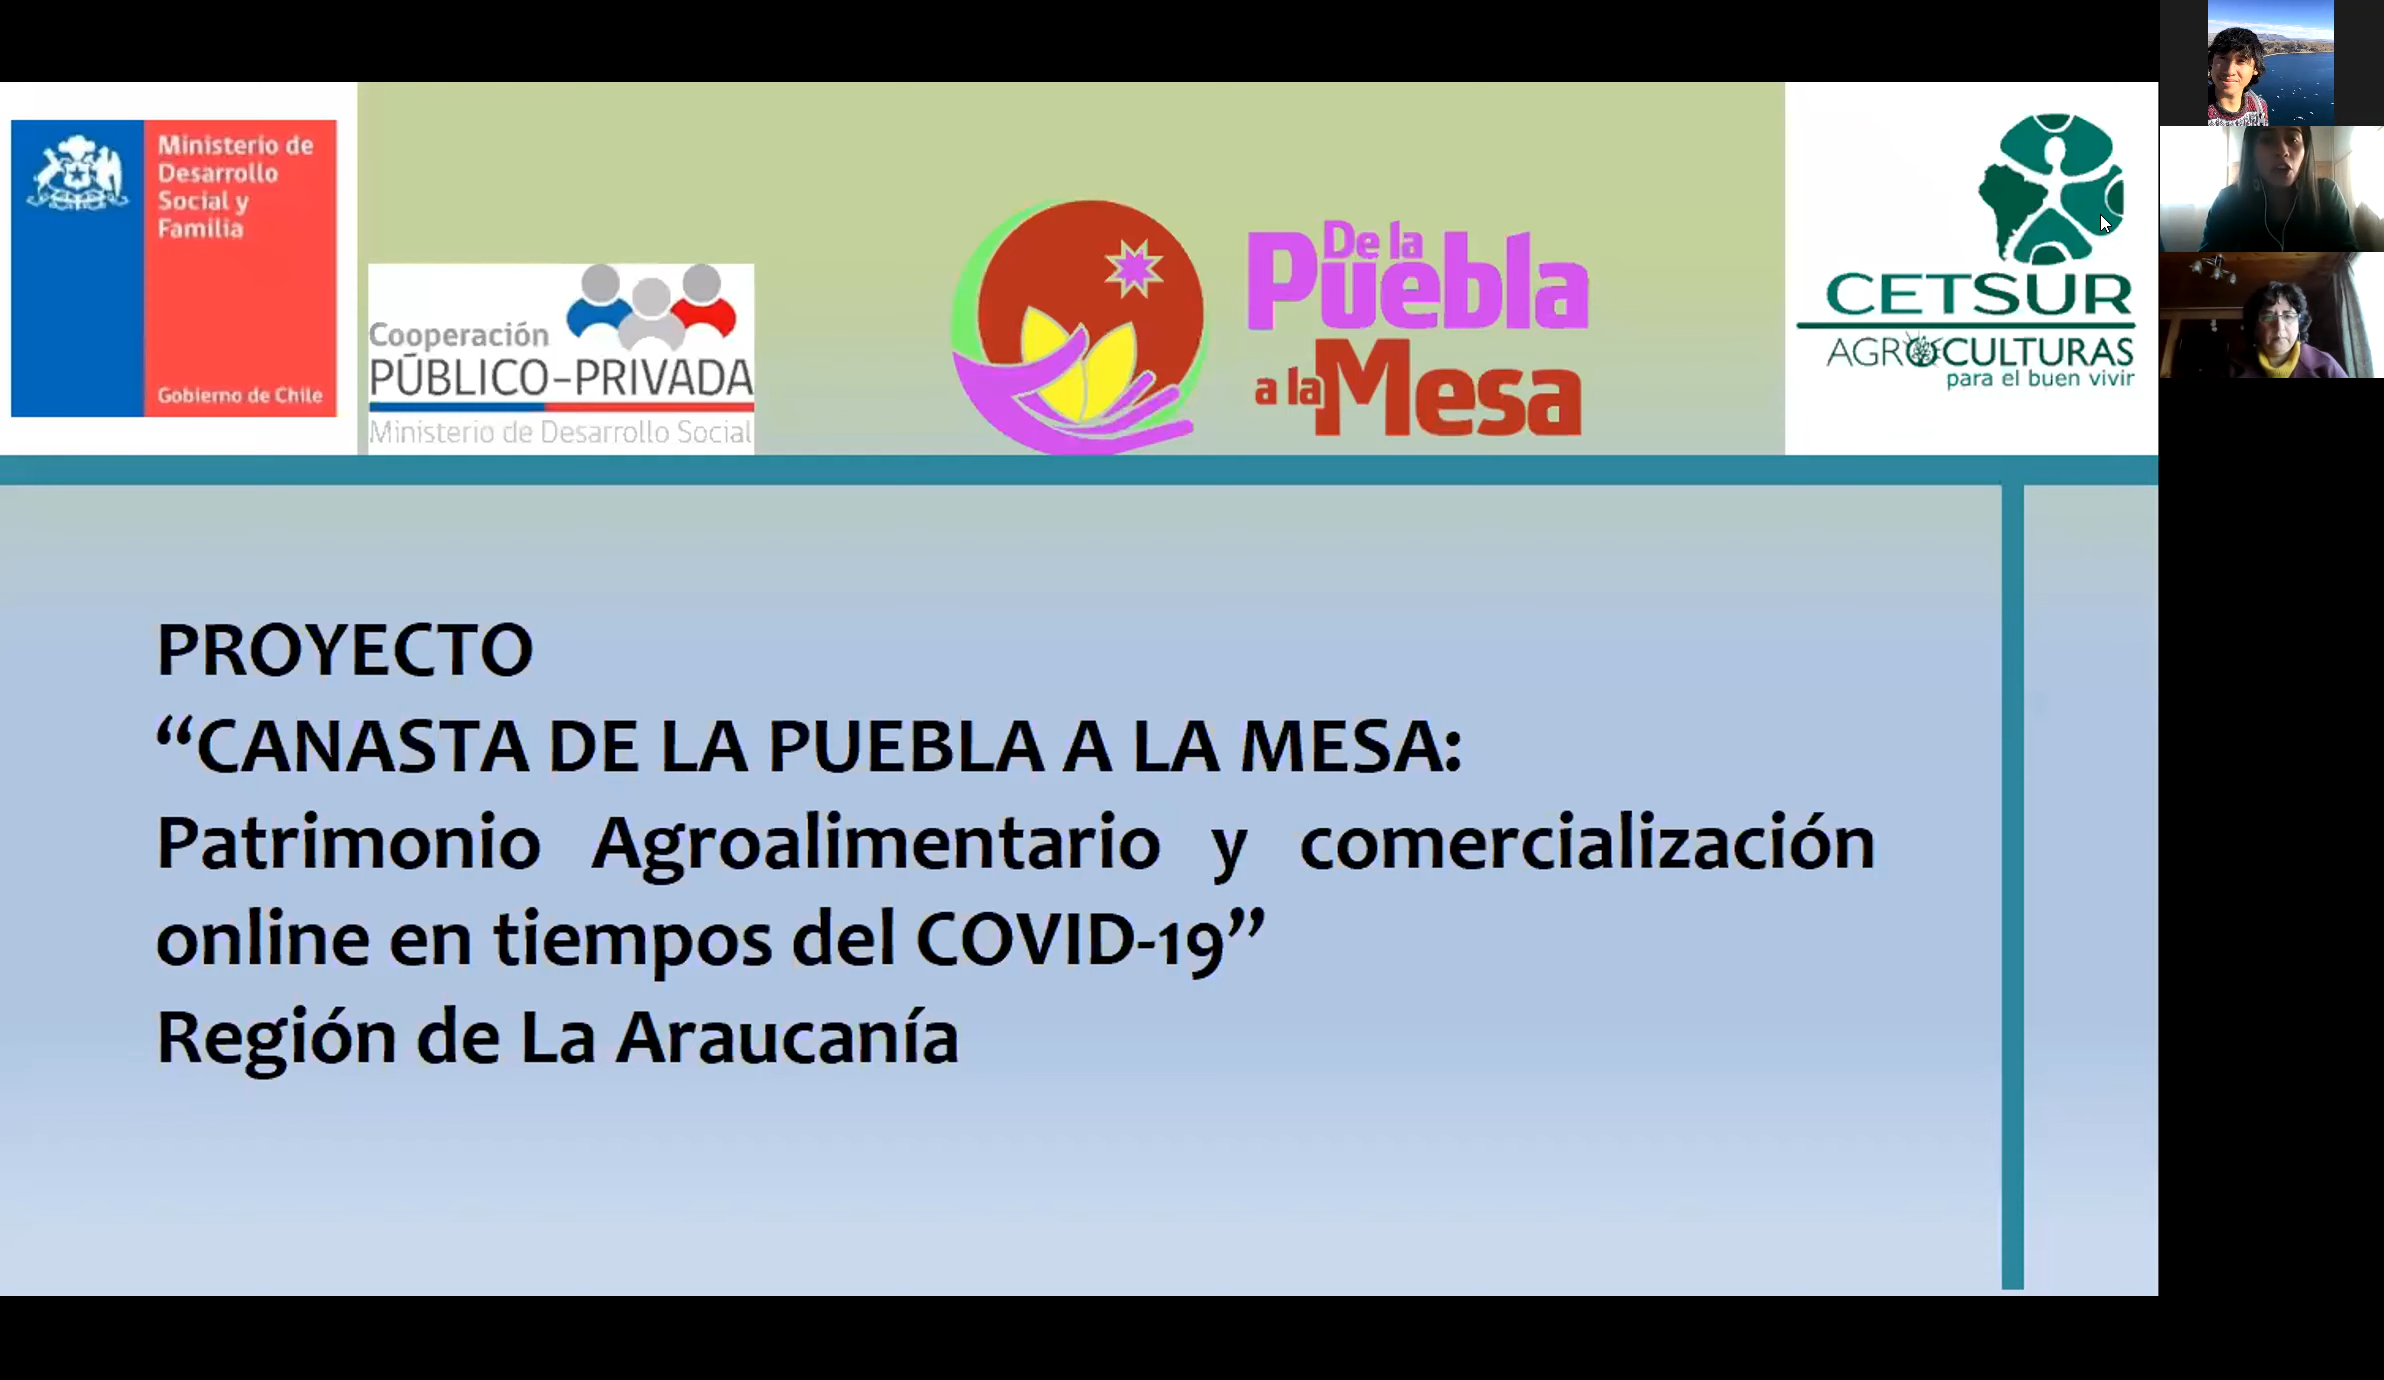 Ministerio de
Desarrollo
Social y
Familia
Gobierno de Chile
Cooperación
PÚBLICO-PRIVADA
Ministerio de Desarrollo Social
De la
Puebla
a la Mesa
CETSUR
AGROCULTURAS
para el buen vivir
PROYECTO
“CANASTA DE LA PUEBLA A LA MESA:
Patrimonio Agroalimentario y comercialización
online en tiempos del COVID-19”
Región de La Araucanía